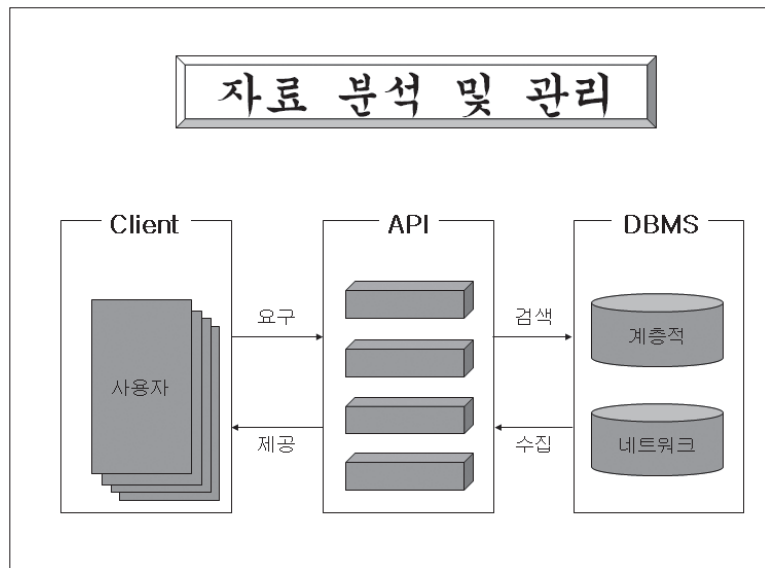 자료 분석 및 관리
Client
API
DBMS
요구
검색
계층적
사용자
제공
수집
네트워크